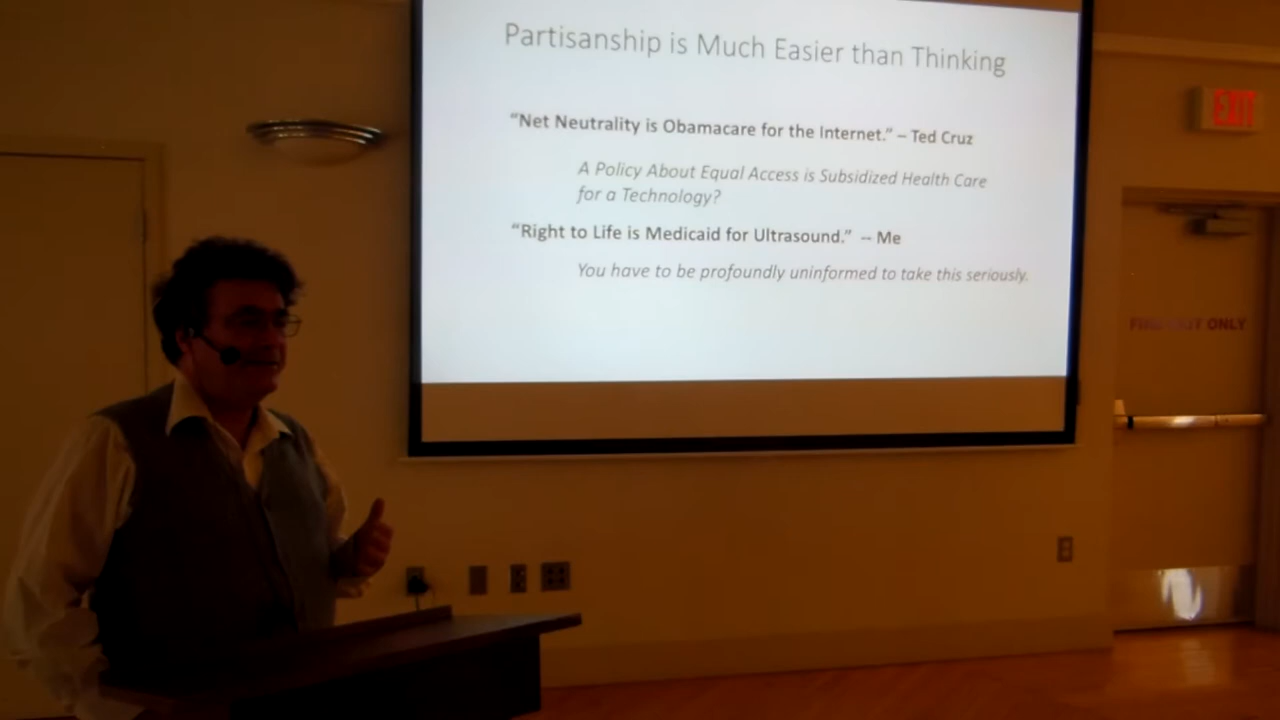 Partisanship is Much Easier than Thinking
"Net Neutrality is Obamacare for the Internet." – Ted Cruz
A Policy About Equal Access is Subsidized Health Care
for a Technology?
"Right to Life is Medicaid for Ultrasound." -- Me
You have to be profoundly uninformed to take this seriously.
EXIT
ONLY